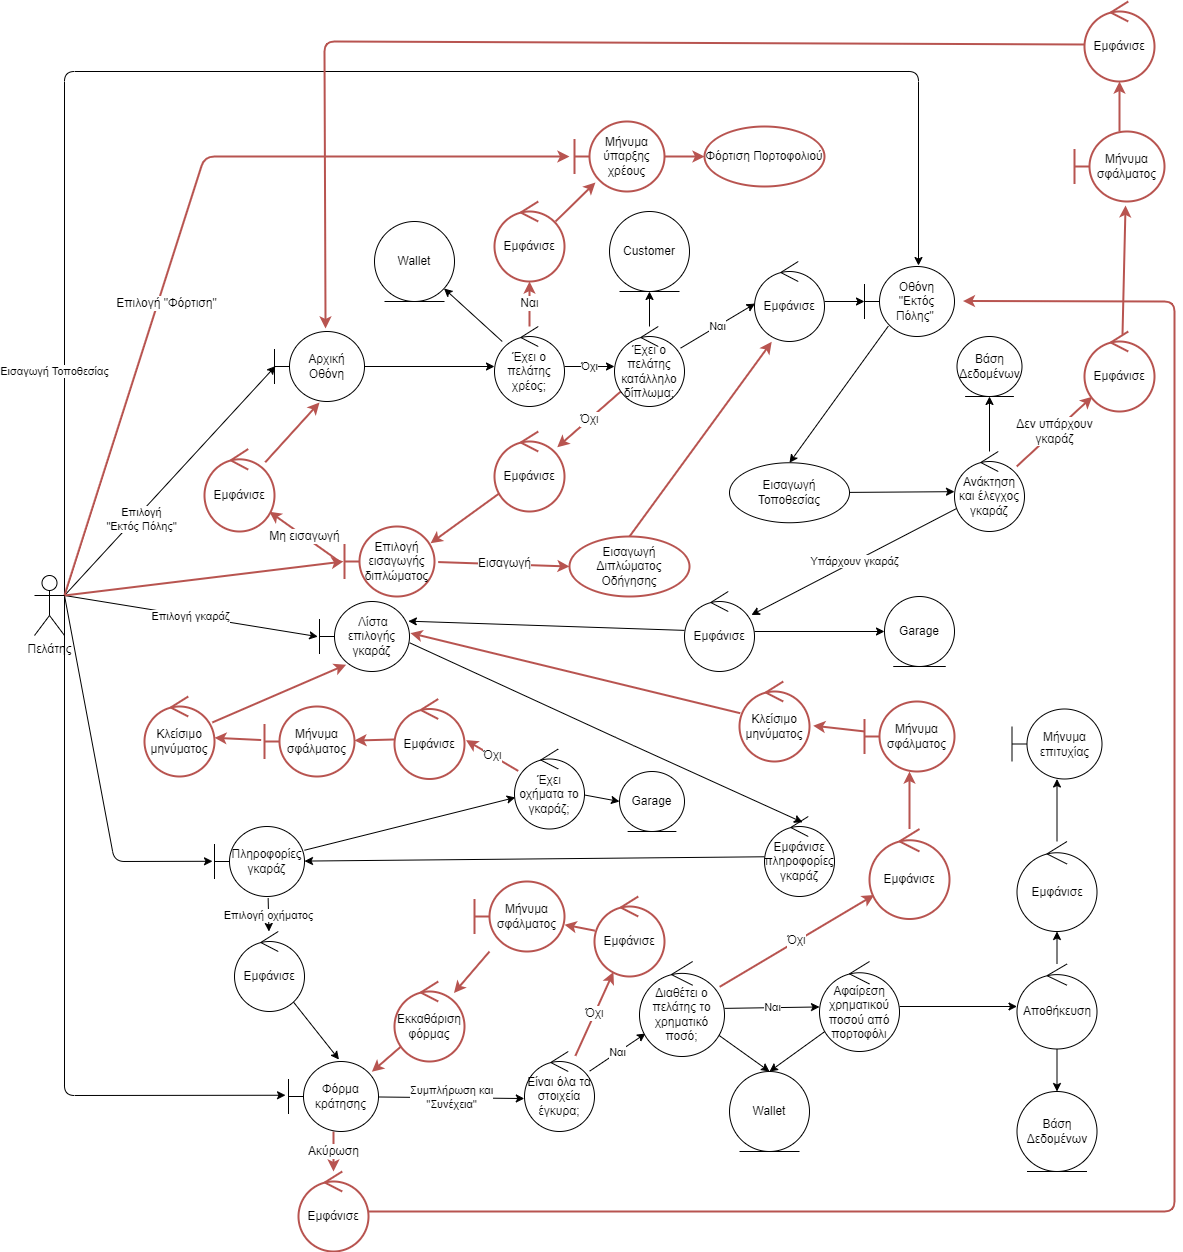 Εμφάνισε
Μήνυμα
ύπαρξης
χρέους
Φόρτιση Πορτοφολιού
Μήνυμα
σφάλματος
Εμφάνισε
Wallet
Customer
Επιλογή "Φόρτιση"
Ναι
Εμφάνισε
Οθόνη
"Εκτός
Πόλης"
Ναι
Εισαγωγή Τοποθεσίας
Αρχική
Οθόνη
Έχει ο
πελάτης
χρέος;
Όχι
Έχει ο
πελάτης
κατάλληλο
δίπλωμα;
Βάση
Δεδομένων
Εμφάνισε
Όχι
Δεν υπάρχουν
γκαράζ
Εμφάνισε
Εμφάνισε
Εισαγωγή
Τοποθεσίας
Ανάκτηση
και έλεγχος
γκαράζ
Επιλογή
"Εκτός Πόλης"
Μη εισαγωγή
Επιλογή
εισαγωγής
διπλώματος
Εισαγωγή
Εισαγωγή
Διπλώματος
Οδήγησης
Υπάρχουν γκαράζ
Πελάτης
Επιλογή γκαράζ
Λίστα
επιλογής
γκαράζ
Εμφάνισε
Garage
Κλείσιμο
μηνύματος
Μήνυμα
σφάλματος
Εμφάνισε
Όχι
Κλείσιμο
μηνύματος
Μήνυμα
σφάλματος
Μήνυμα
επιτυχίας
Έχει
οχήματα το
γκαράζ;
Garage
Πληροφορίες
γκαράζ
Εμφάνισε
πληροφορίες
γκαράζ
Εμφάνισε
Εμφάνισε
Επιλογή οχήματος
Μήνυμα
σφάλματος
Εμφάνισε
Όχι
Εμφάνισε
Εκκαθάριση
φόρμας
Όχι
Διαθέτει ο
πελάτης το
χρηματικό
ποσό;
Ναι
Αφαίρεση
χρηματικού
ποσού από
πορτοφόλι
Αποθήκευση
Ναι
Φόρμα
κράτησης
Συμπλήρωση και
"Συνέχεια"
Είναι όλα τα
στοιχεία
έγκυρα;
Wallet
Βάση
Δεδομένων
Ακύρωση
Εμφάνισε